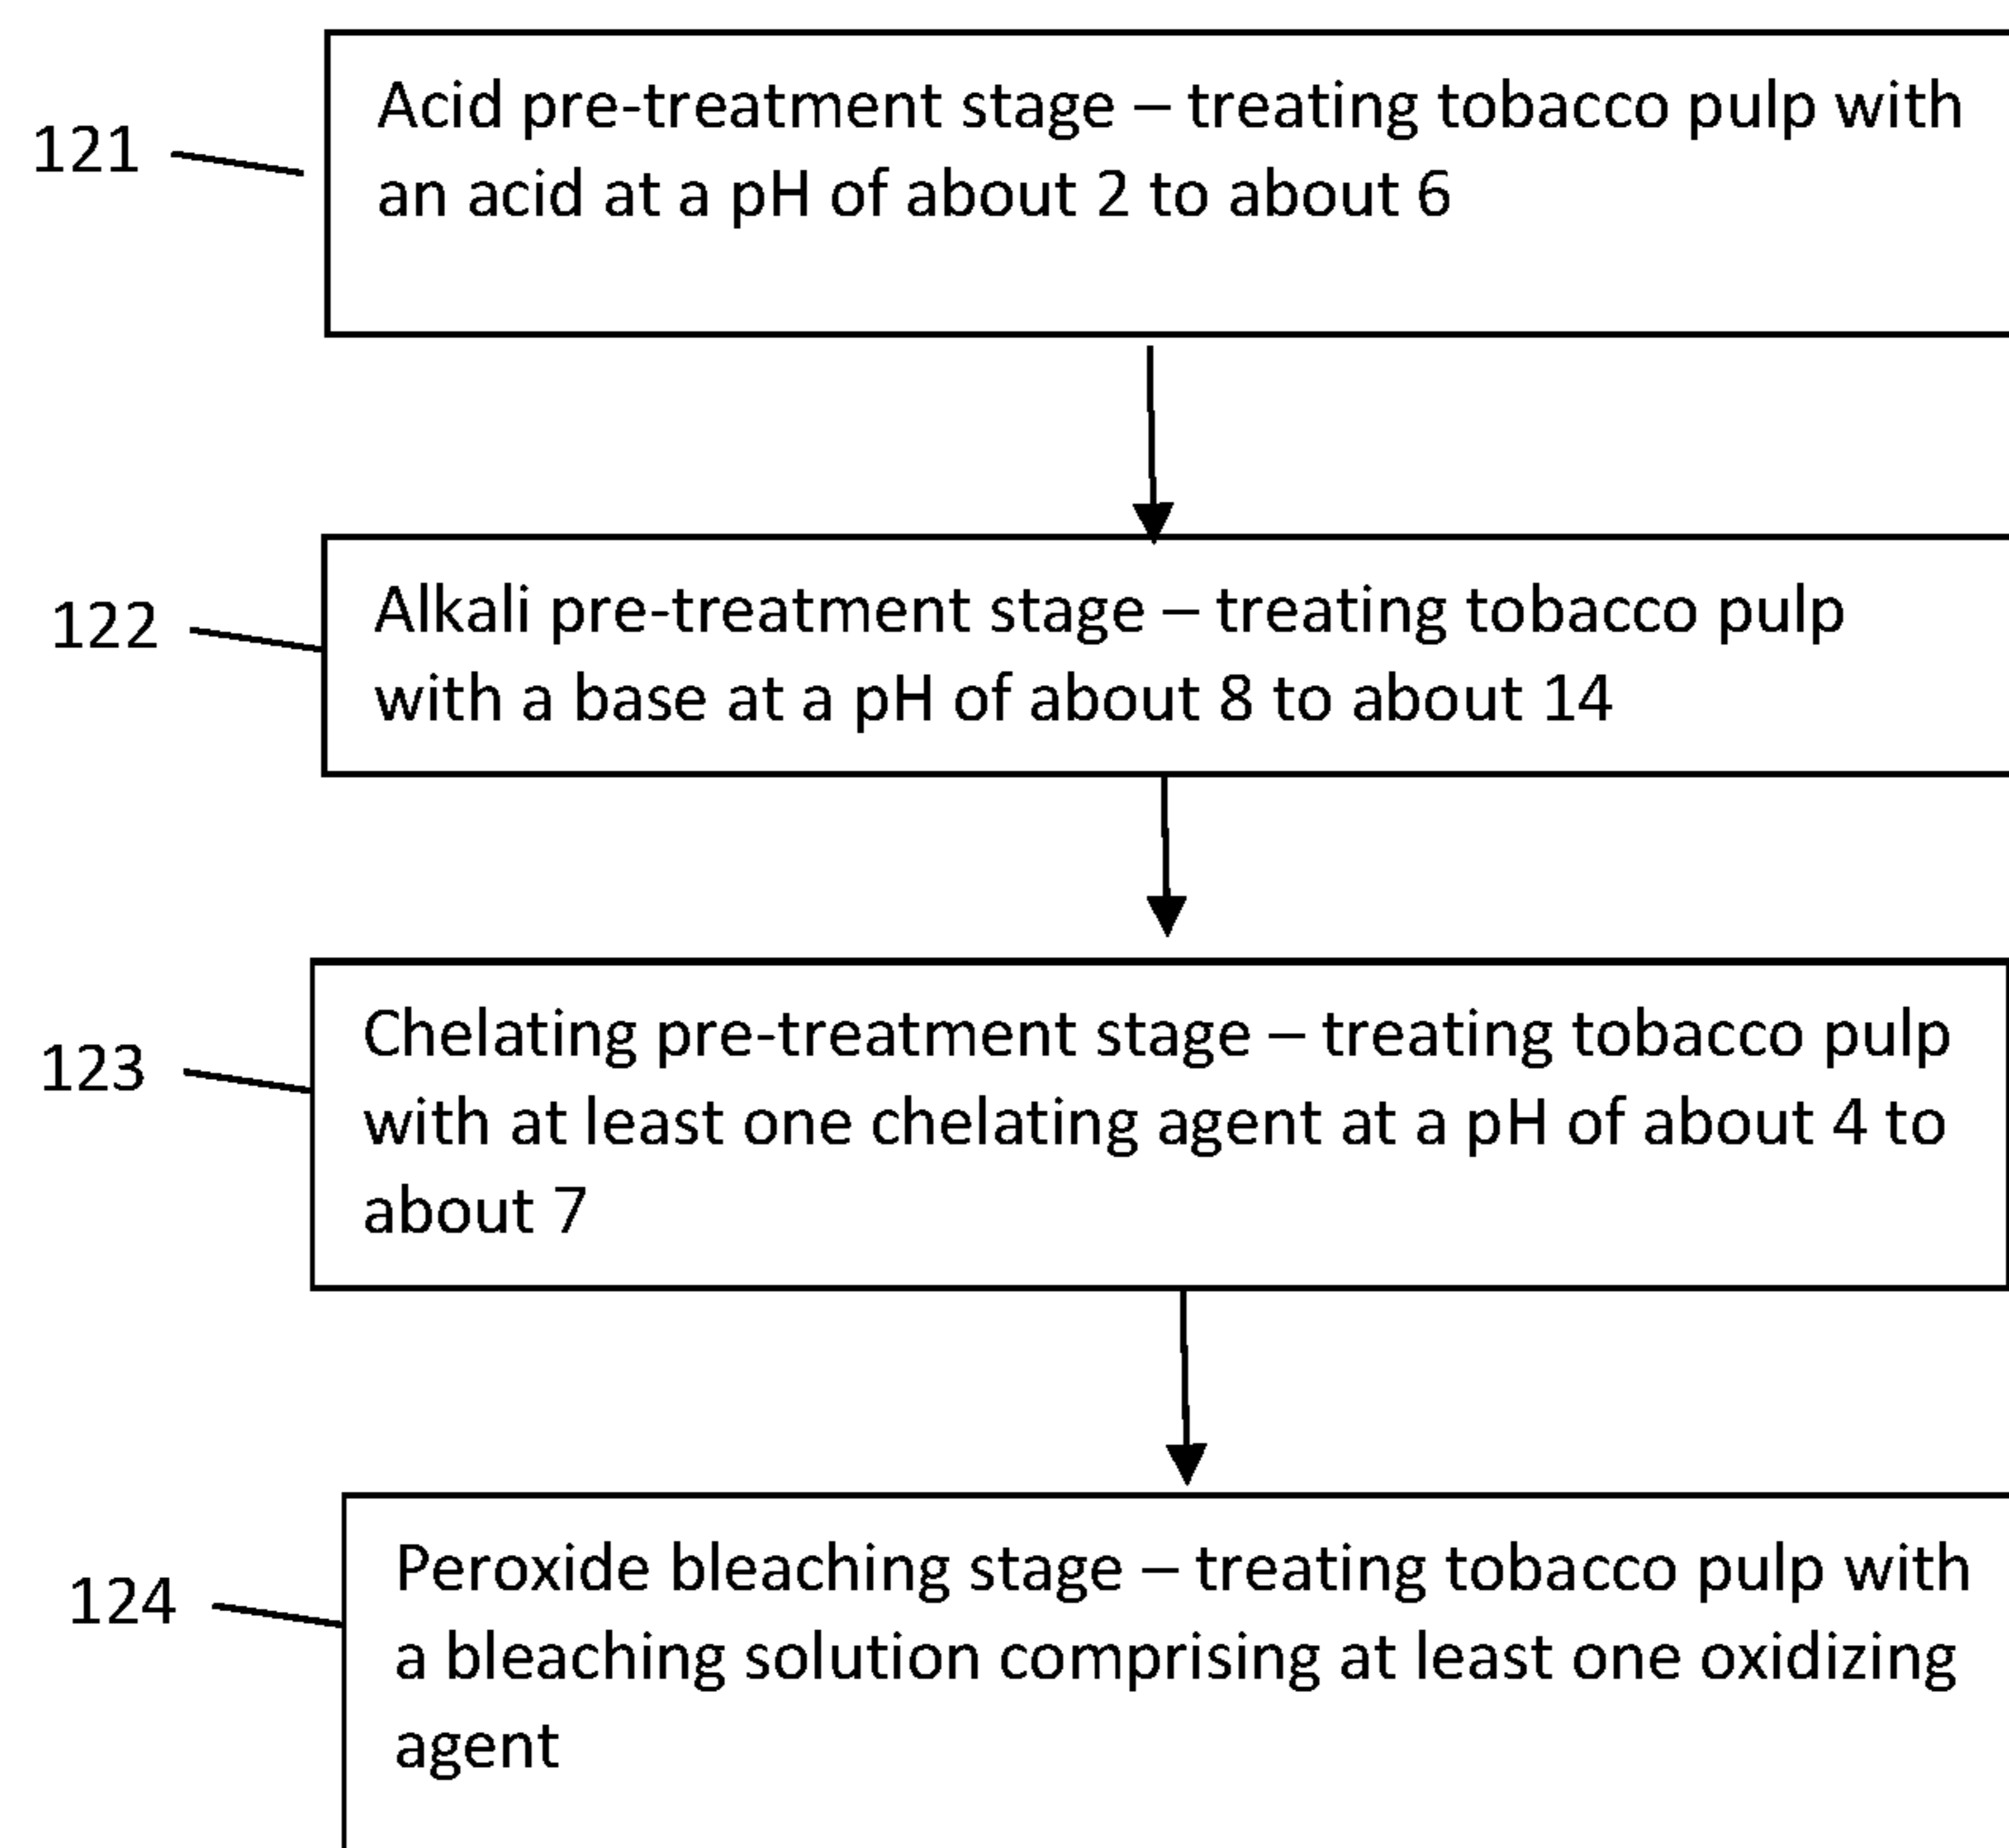 121
Acid pre-treatment stage – treating tobacco pulp with
an acid at a pH of about 2 to about 6
122
Alkali pre-treatment stage – treating tobacco pulp
with a base at a pH of about 8 to about 14
123
Chelating pre-treatment stage – treating tobacco pulp
with at least one chelating agent at a pH of about 4 to
about 7
124
Peroxide bleaching stage – treating tobacco pulp with
a bleaching solution comprising at least one oxidizing
agent